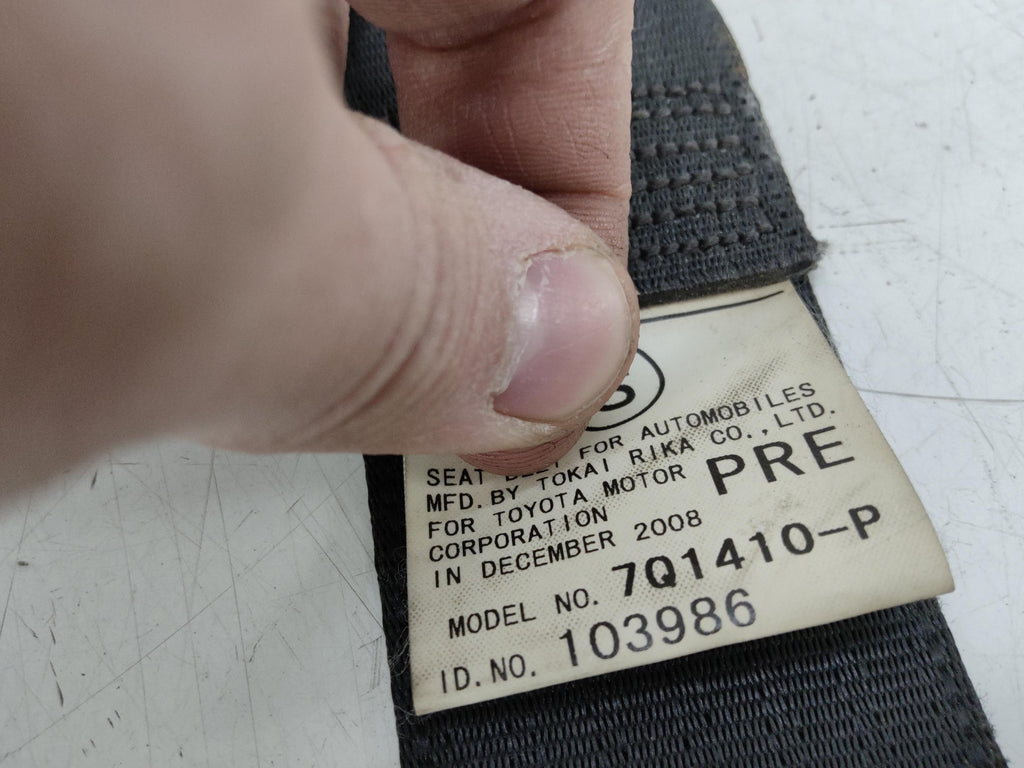 SEAT BELT FOR AUTOMOBILES
MFD. BY TOKAI RIKA CO., LTD.
FOR TOYOTA MOTOR PRE
CORPORATION
IN DECEMBER 2008
MODEL NO. 7Q1410-P
ID. NO. 103986